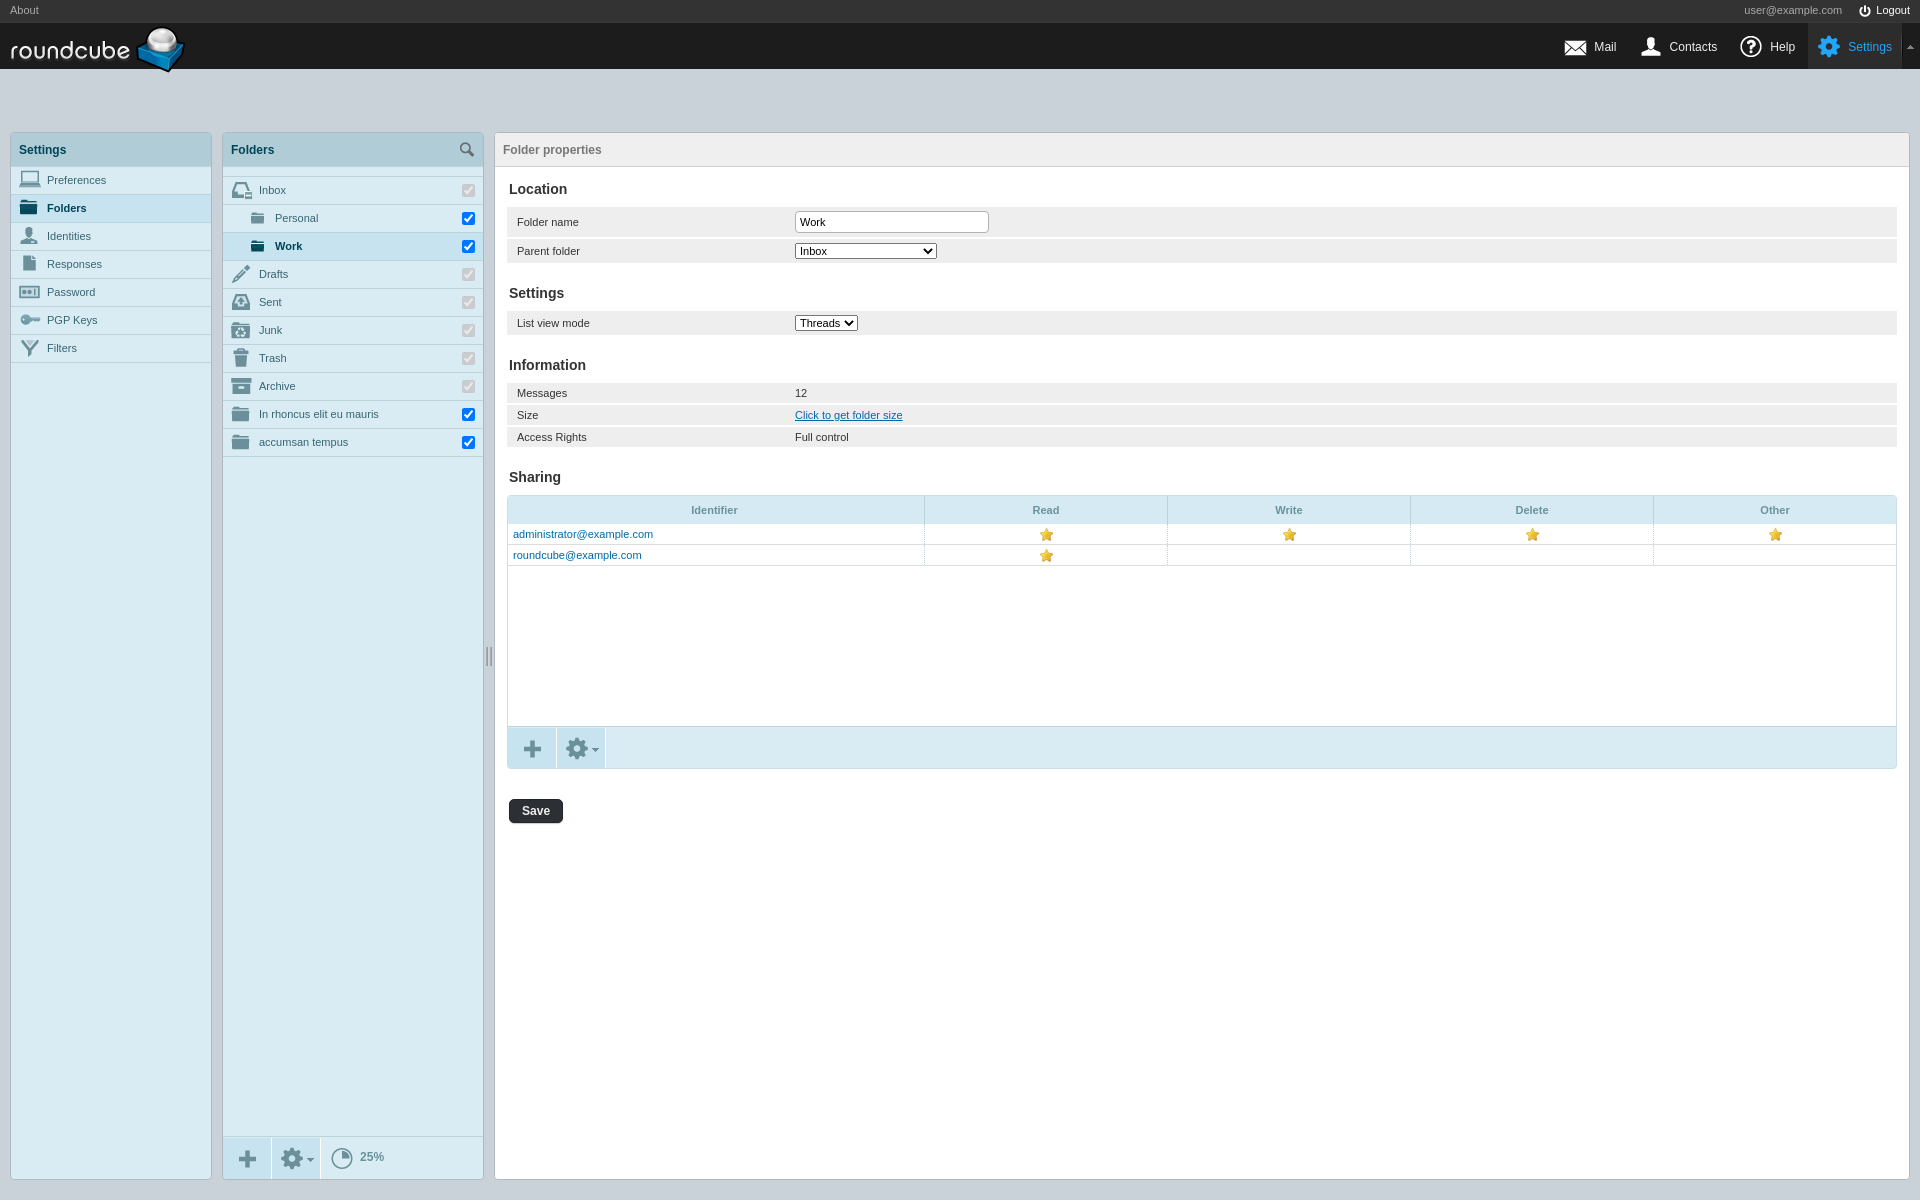 About
user@example.com Logout
roundcube
Mail Contacts Help Settings
Settings
Preferences
Folders
Identities
Responses
Password
PGP Keys
Filters
Folders
Inbox
Personal
Work
Drafts
Sent
Junk
Trash
Archive
In rhoncus elit eu mauris
accumsan tempus
25%
Folder properties
Location
Folder name Work
Parent folder Inbox
Settings
List view mode Threads
Information
Messages 12
Size Click to get folder size
Access Rights Full control
Sharing
Identifier Read Write Delete Other
administrator@example.com
roundcube@example.com
Save